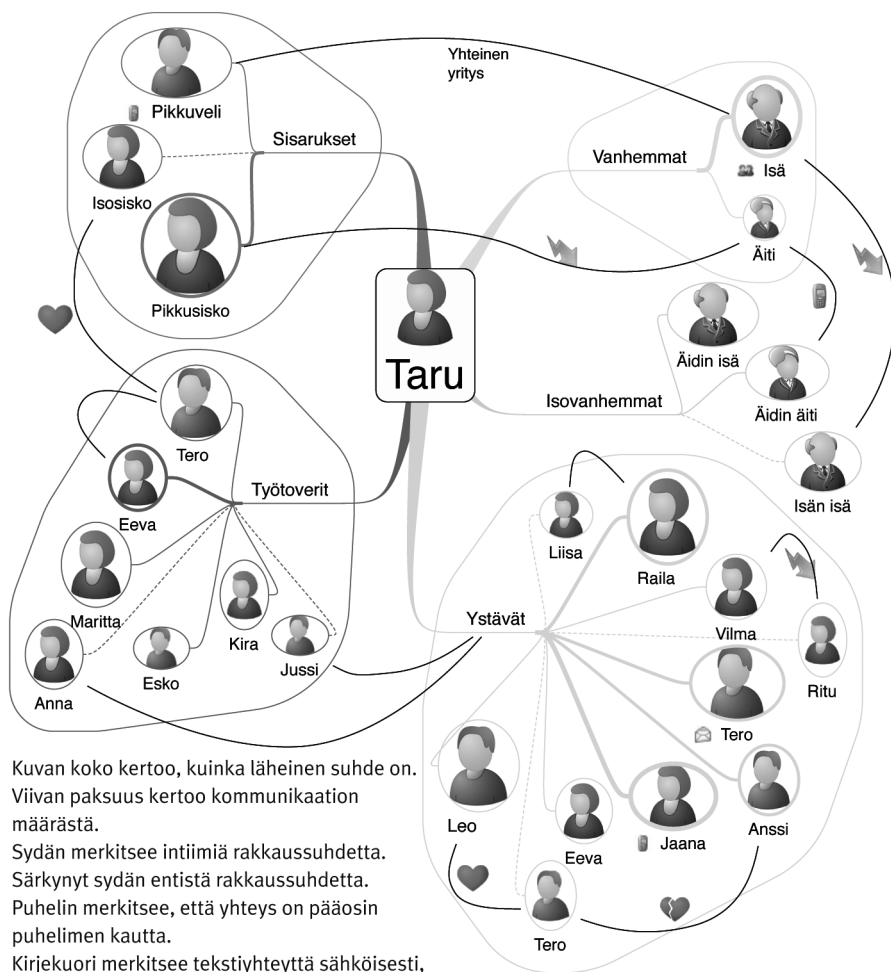 Yhteinen
yritys
Pikkuveli
Sisarukset
Isosisko
Pikkusisko
Vanhemmat
Isä
Äiti
Taru
Äidin isä
Isovanhemmat
Äidin äiti
Isän isä
Tero
Työtoverit
Eeva
Maritta
Kira
Anna
Esko
Jussi
Liisa
Raila
Ystävät
Vilma
Ritu
Tero
Leo
Eeva
Jaana
Anssi
Tero
Kuvan koko kertoo, kuinka läheinen suhde on.
Viivan paksuus kertoo kommunikaation
määrästä.
Sydän merkitsee intiimiä rakkaussuhdetta.
Särkynyt sydän entistä rakkaussuhdetta.
Puhelin merkitsee, että yhteys on pääosin
puhelimen kautta.
Kirjekuori merkitsee tekstiyhteyttä sähköisesti,